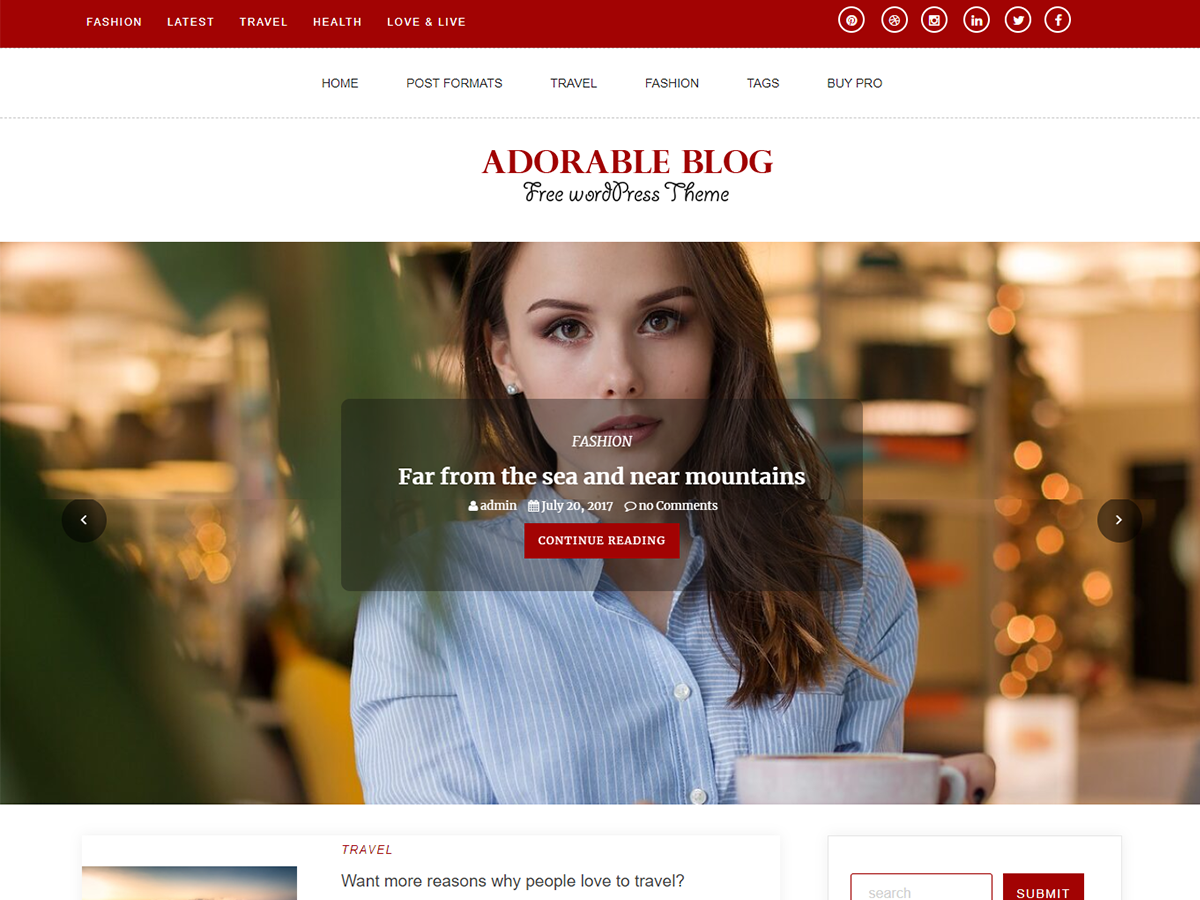 FASHION LATEST TRAVEL HEALTH LOVE & LIVE
HOME POST FORMATS TRAVEL FASHION TAGS BUY PRO
ADORABLE BLOG
Free wordPress Theme
FASHION
Far from the sea and near mountains
admin July 20, 2017 no Comments
CONTINUE READING
TRAVEL
Want more reasons why people love to travel?
search SUBMIT